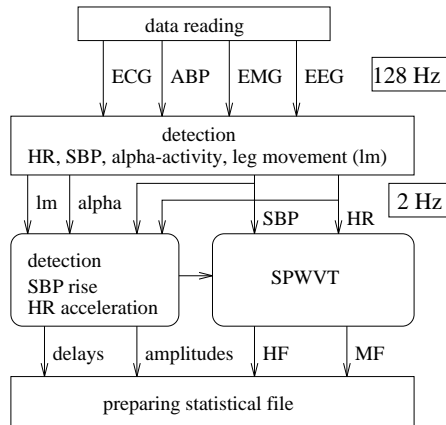 data reading
ECG ABP EMG EEG
128 Hz
detection
HR, SBP, alpha-activity, leg movement (lm)
2 Hz
lm alpha SBP HR
detection
SBP rise
HR acceleration
SPWVT
delays amplitudes HF MF
preparing statistical file